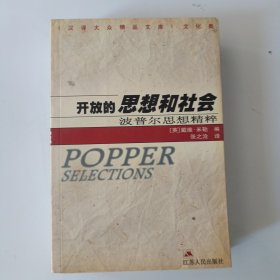 汉译大众精品文库 文化类
开放的思想和社会
波普尔思想精粹
[英]戴维·米勒 编
张之沧 译
POPPER
SELECTIONS
江苏人民出版社